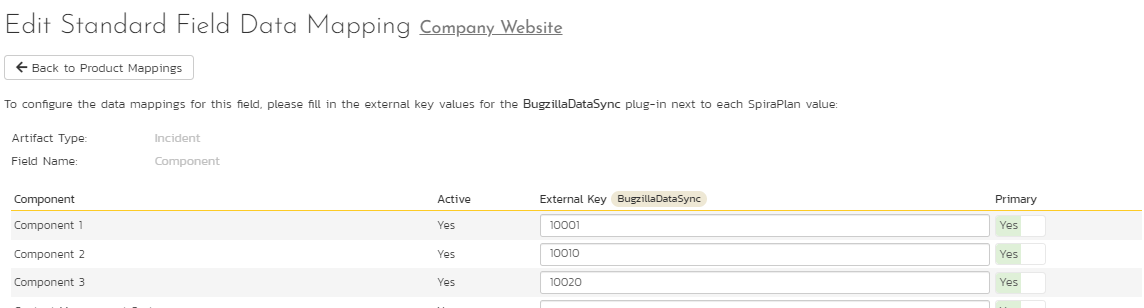 Edit Standard Field Data Mapping Company Website
Back to Product Mappings
To configure the data mappings for this field, please fill in the external key values for the BugzillaDataSync plug-in next to each SpiraPlan value:
Artifact Type: Incident
Field Name: Component
Component Active External Key BugzillaDataSync Primary
Component 1 Yes 10001 Yes
Component 2 Yes 10010 Yes
Component 3 Yes 10020 Yes